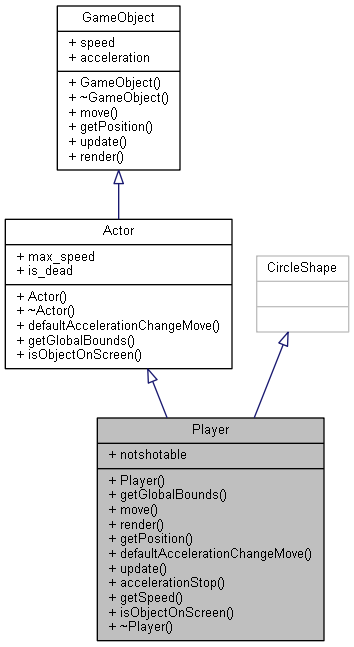 GameObject
+ speed
+ acceleration
+ GameObject()
+ ~GameObject()
+ move()
+ getPosition()
+ update()
+ render()
Actor
+ max_speed
+ is_dead
+ Actor()
+ ~Actor()
+ defaultAccelerationChangeMove()
+ getGlobalBounds()
+ isObjectOnScreen()
CircleShape
Player
+ notshotable
+ Player()
+ getGlobalBounds()
+ move()
+ render()
+ getPosition()
+ defaultAccelerationChangeMove()
+ update()
+ accelerationStop()
+ getSpeed()
+ isObjectOnScreen()
+ ~Player()